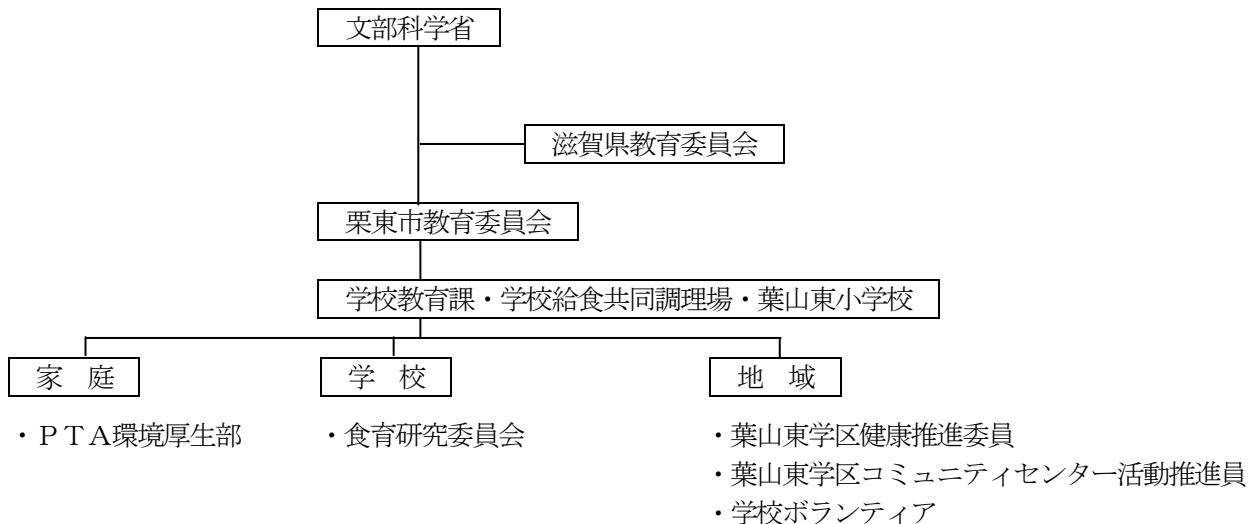 文部科学省
滋賀県教育委員会
栗東市教育委員会
学校教育課・学校給食共同調理場・葉山東小学校
家　庭
学　校
地　域
・ＰＴＡ環境厚生部
・食育研究委員会
・葉山東学区健康推進委員
・葉山東学区コミュニティセンター活動推進員
・学校ボランティア